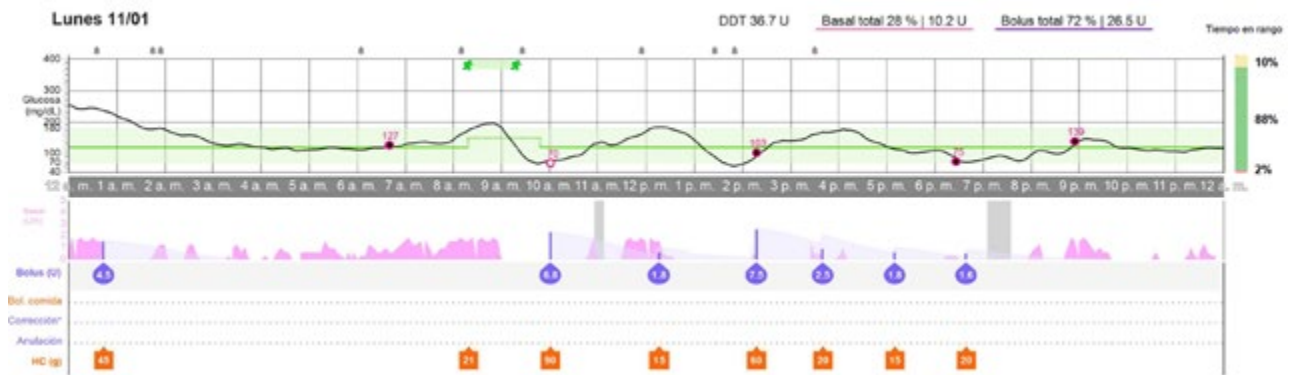 Lunes 11/01
DDT 36.7 U
Basal total 28 % | 10.2 U
Bolus total 72 % | 26.5 U
Tiempo en rango
400
300
Glucosa
(mg/dL)
200
180
100
70
40
127
70
103
75
139
10%
88%
2%
12 a. m. 1 a. m. 2 a. m. 3 a. m. 4 a. m. 5 a. m. 6 a. m. 7 a. m. 8 a. m. 9 a. m. 10 a. m. 11 a. m. 12 p. m. 1 p. m. 2 p. m. 3 p. m. 4 p. m. 5 p. m. 6 p. m. 7 p. m. 8 p. m. 9 p. m. 10 p. m. 11 p. m. 12 a.
Basal
(U/h)
Bolus (U)
4.5
1.8
7.5
2.5
1.8
1.6
Bol. comida
Corrección*
Anulación
HC (g)
45
21
90
15
60
20
15
20